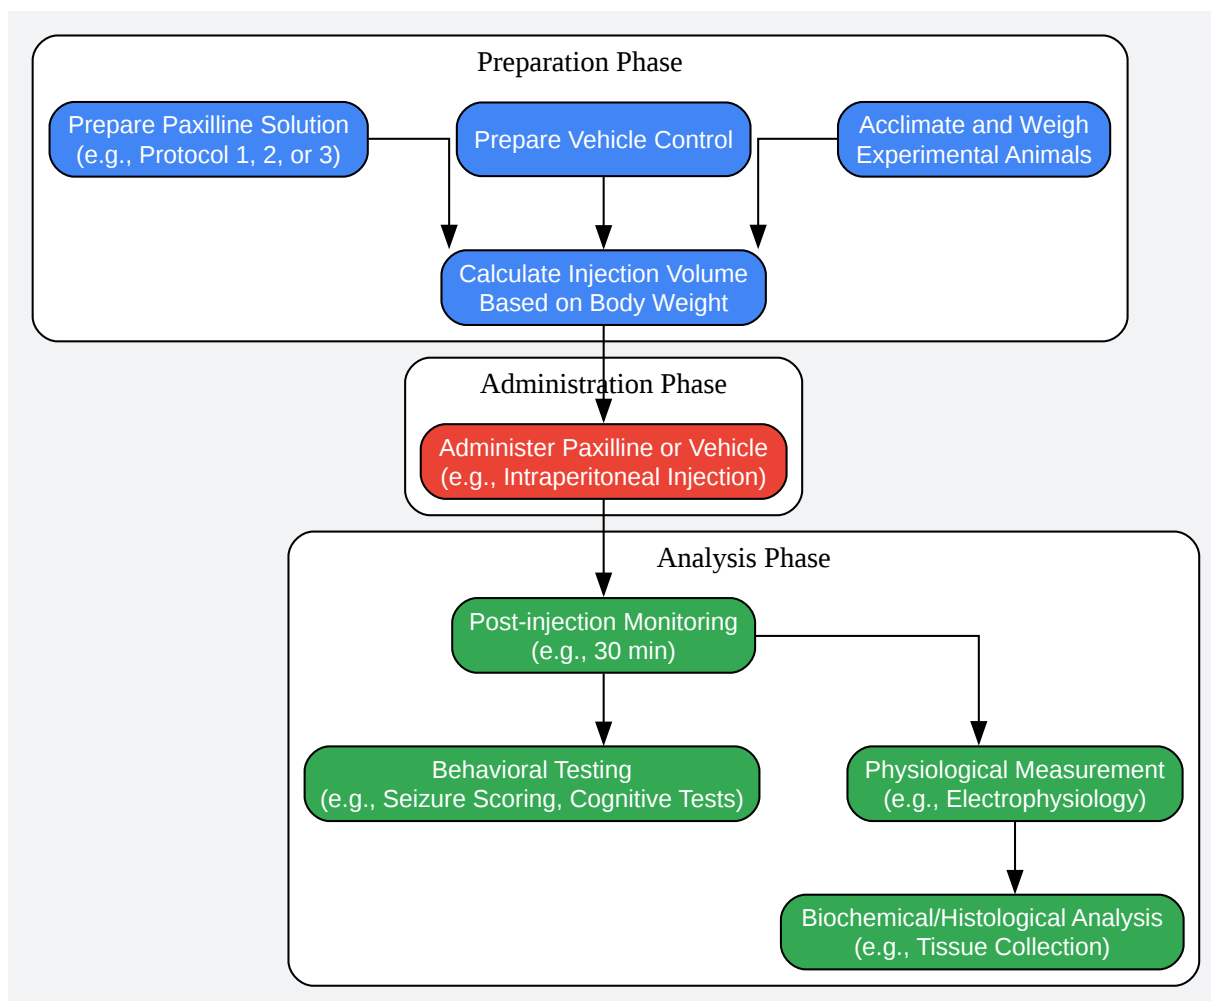 Preparation Phase
Prepare Paxilline Solution
(e.g., Protocol 1, 2, or 3)
Prepare Vehicle Control
Acclimate and Weigh
Experimental Animals
Calculate Injection Volume
Based on Body Weight
Administration Phase
Administer Paxilline or Vehicle
(e.g., Intraperitoneal Injection)
Analysis Phase
Post-injection Monitoring
(e.g., 30 min)
Behavioral Testing
(e.g., Seizure Scoring, Cognitive Tests)
Physiological Measurement
(e.g., Electrophysiology)
Biochemical/Histological Analysis
(e.g., Tissue Collection)